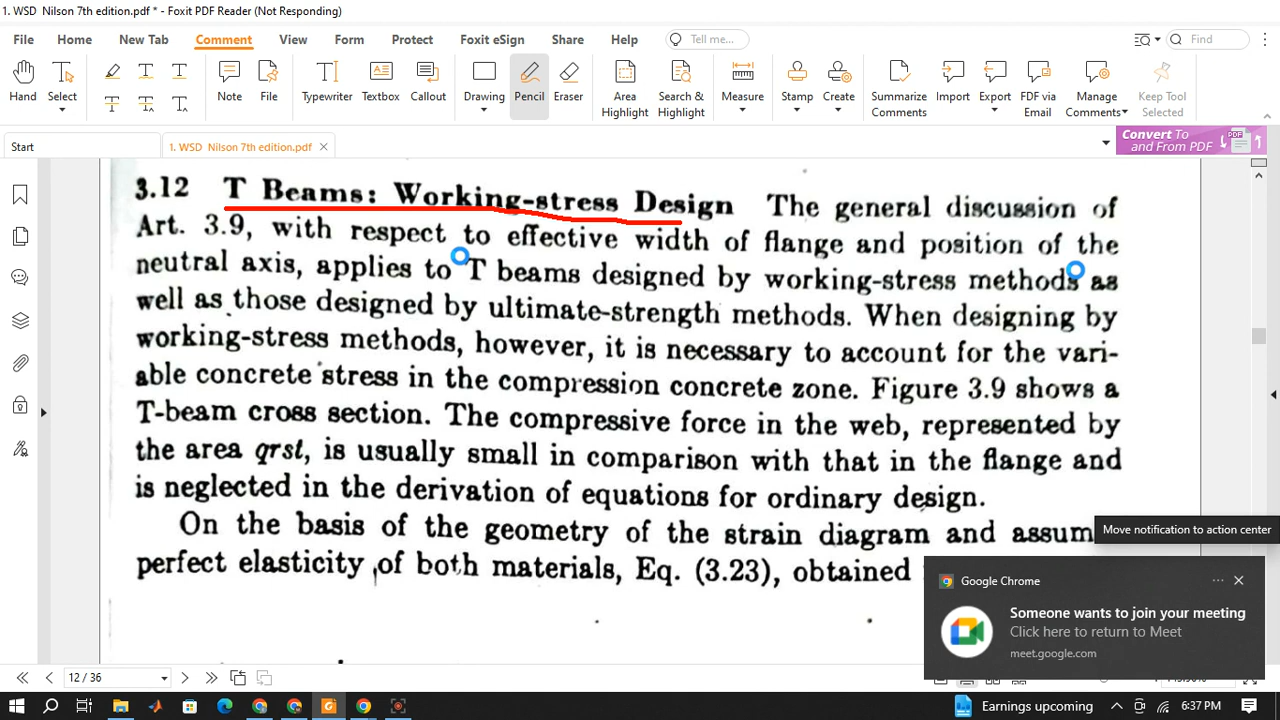 1. WSD Nilson 7th edition.pdf * - Foxit PDF Reader (Not Responding)
File Home New Tab Comment View Form Protect Foxit eSign Share Help Tell me... Find
Hand Select Note File Typewriter Textbox Callout Drawing Pencil Eraser Area Highlight Search & Highlight Measure Stamp Create Summarize Comments Import Export PDF via Email Manage Comments Keep Tool Selected
Start 1. WSD Nilson 7th edition.pdf
Convert To and From PDF
PDF
3.12 T Beams: Working-stress Design The general discussion of
Art. 3.9, with respect to effective width of flange and position of the
neutral axis, applies to T beams designed by working-stress methods as
well as those designed by ultimate-strength methods. When designing by
working-stress methods, however, it is necessary to account for the vari-
able concrete stress in the compression concrete zone. Figure 3.9 shows a
T-beam cross section. The compressive force in the web, represented by
the area qrst, is usually small in comparison with that in the flange and
is neglected in the derivation of equations for ordinary design.
On the basis of the geometry of the strain diagram and assum
perfect elasticity of both materials, Eq. (3.23), obtained
Move notification to action center
Google Chrome
Someone wants to join your meeting
Click here to return to Meet
meet.google.com
12 / 36
Earnings upcoming 6:37 PM